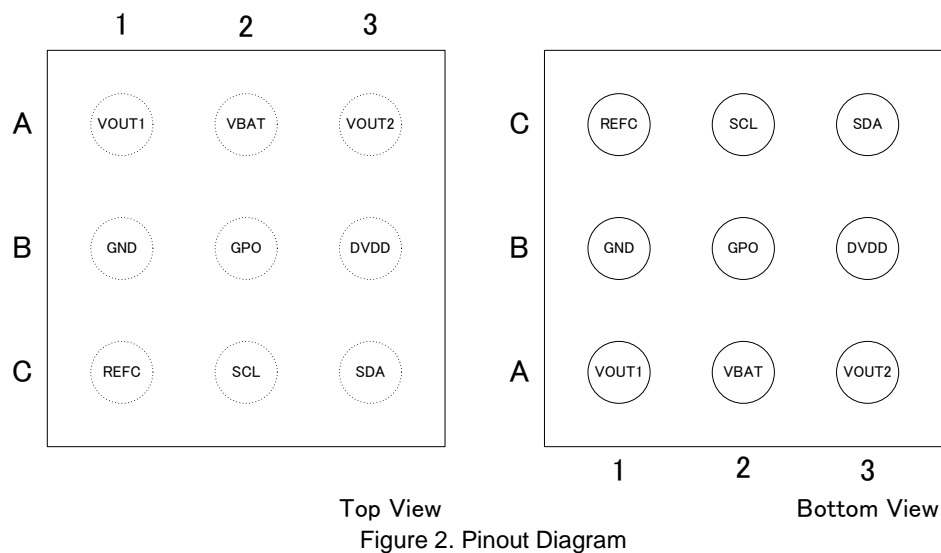 1 2 3
A VOUT1 VBAT VOUT2
B GND GPO DVDD
C REFC SCL SDA
Top View
C REFC SCL SDA
B GND GPO DVDD
A VOUT1 VBAT VOUT2
1 2 3
Bottom View
Figure 2. Pinout Diagram